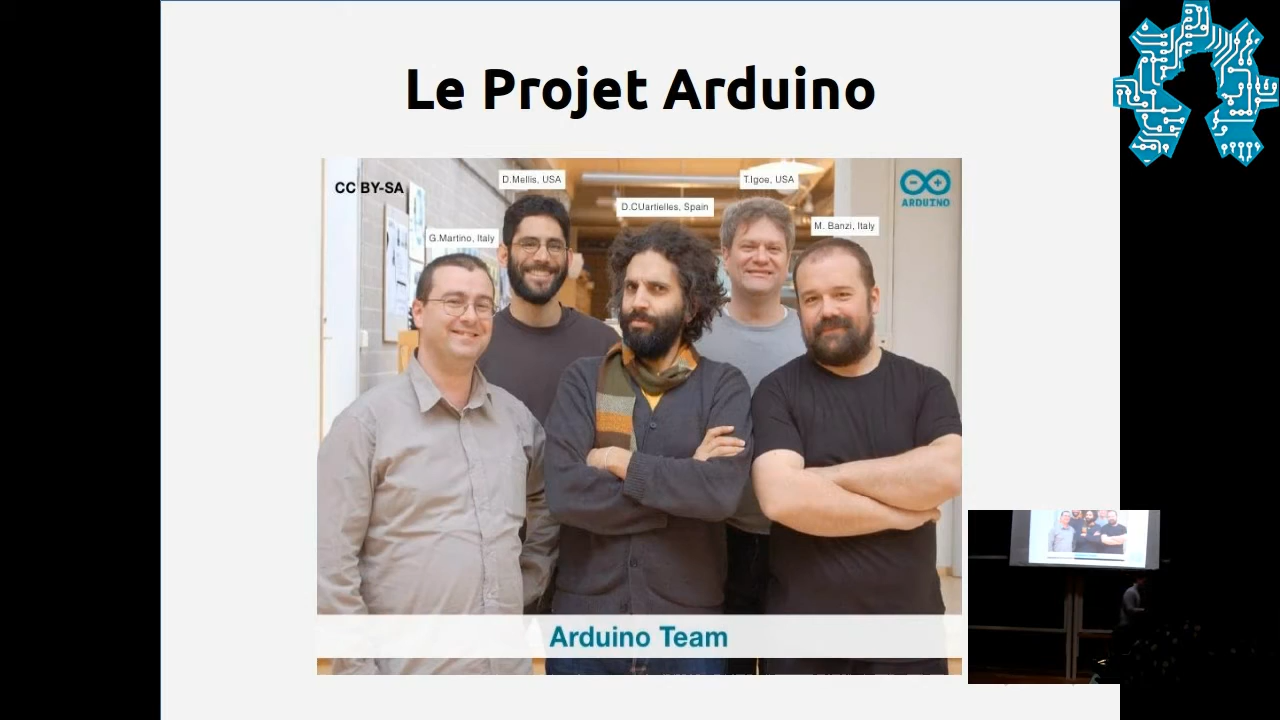 Le Projet Arduino
CC BY-SA
D.Mellis, USA
T.Igoe, USA
ARDUINO
D.CUartielles, Spain
M. Banzi, Italy
G.Martino, Italy
Arduino Team